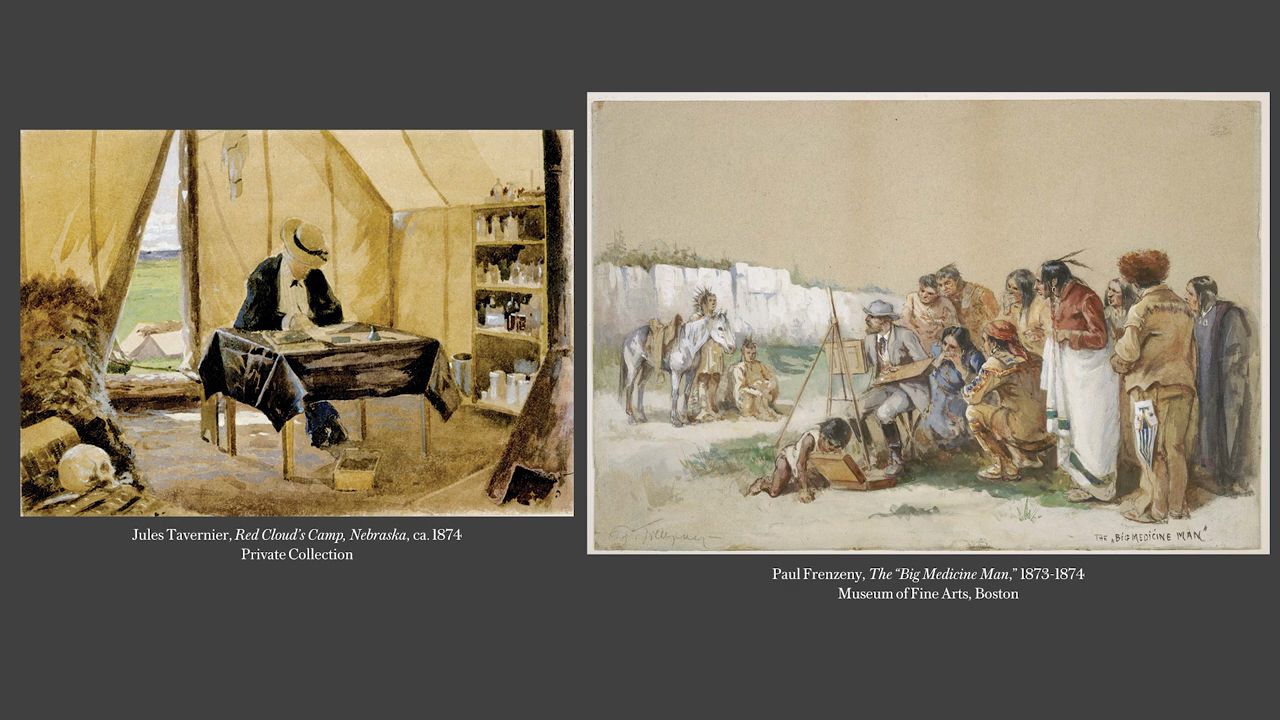 Jules Tavernier, Red Cloud's Camp, Nebraska, ca. 1874
Private Collection
THE „BIG MEDICINE MAN"
Paul Frenzeny, The “Big Medicine Man,” 1873-1874
Museum of Fine Arts, Boston